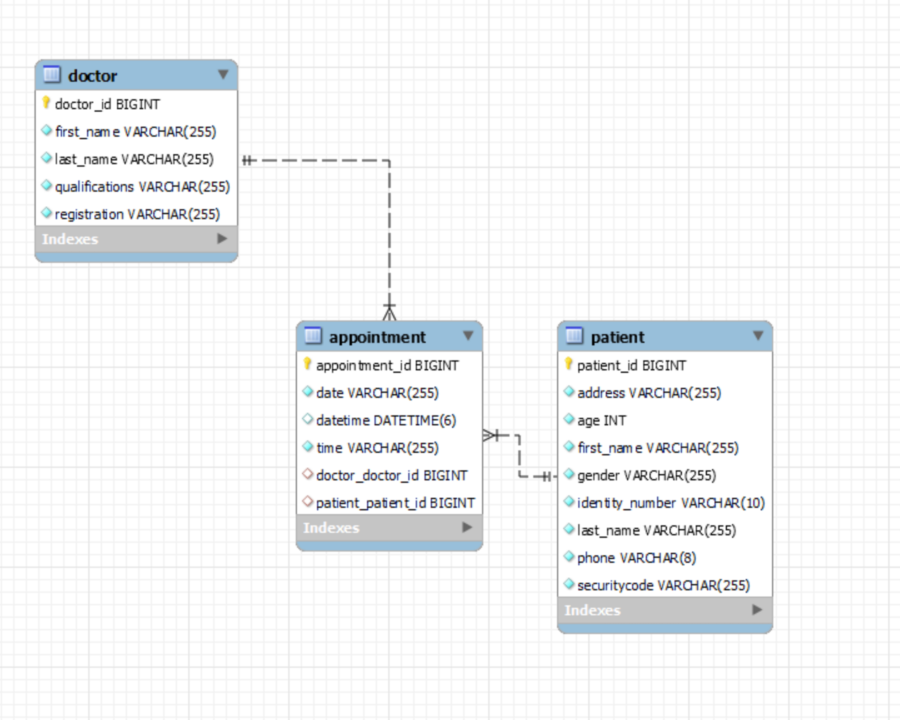 doctor
doctor_id BIGINT
first_name VARCHAR(255)
last_name VARCHAR(255)
qualifications VARCHAR(255)
registration VARCHAR(255)
Indexes
appointment
appointment_id BIGINT
date VARCHAR(255)
datetime DATETIME(6)
time VARCHAR(255)
doctor_doctor_id BIGINT
patient_patient_id BIGINT
Indexes
patient
patient_id BIGINT
address VARCHAR(255)
age INT
first_name VARCHAR(255)
gender VARCHAR(255)
identity_number VARCHAR(10)
last_name VARCHAR(255)
phone VARCHAR(8)
securitycode VARCHAR(255)
Indexes